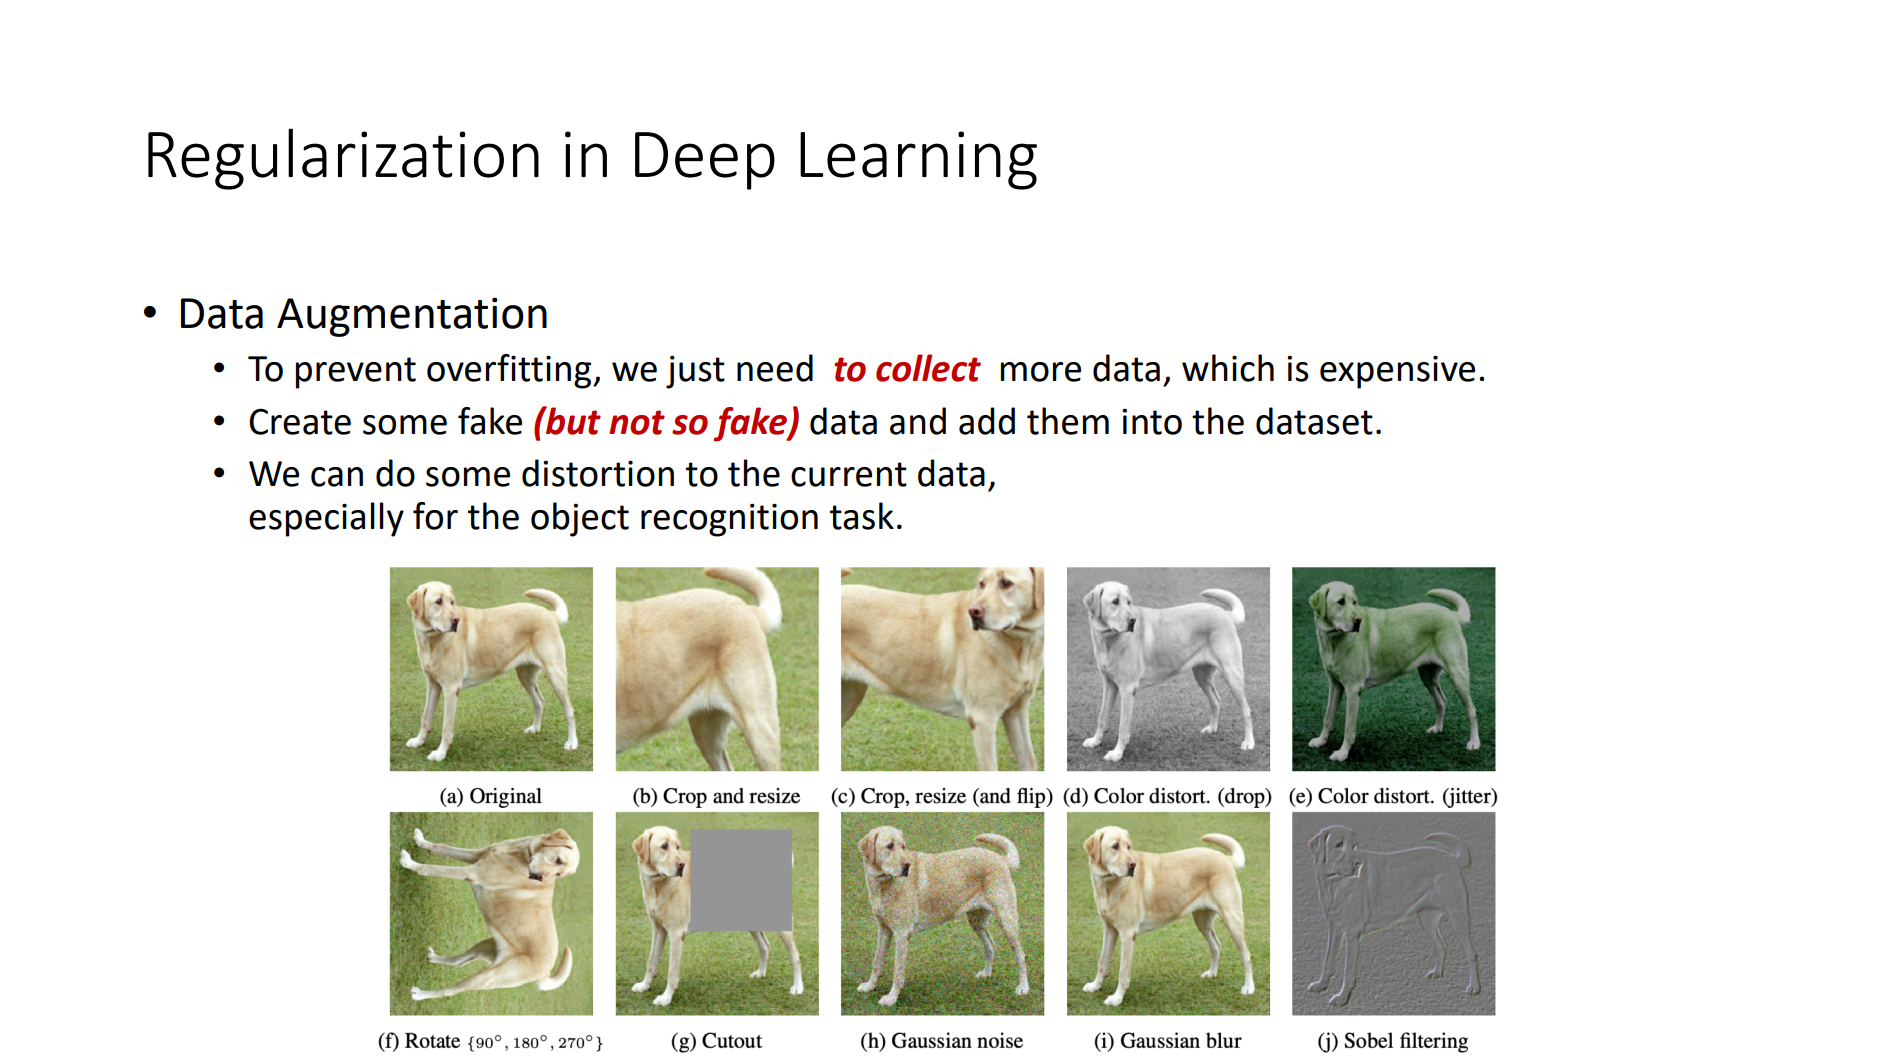 Regularization in Deep Learning
• Data Augmentation
• To prevent overfitting, we just need to collect more data, which is expensive.
• Create some fake (but not so fake) data and add them into the dataset.
• We can do some distortion to the current data,
especially for the object recognition task.
(a) Original (b) Crop and resize (c) Crop, resize (and flip) (d) Color distort. (drop) (e) Color distort. (jitter)
(f) Rotate {90°, 180°, 270°} (g) Cutout (h) Gaussian noise (i) Gaussian blur (j) Sobel filtering